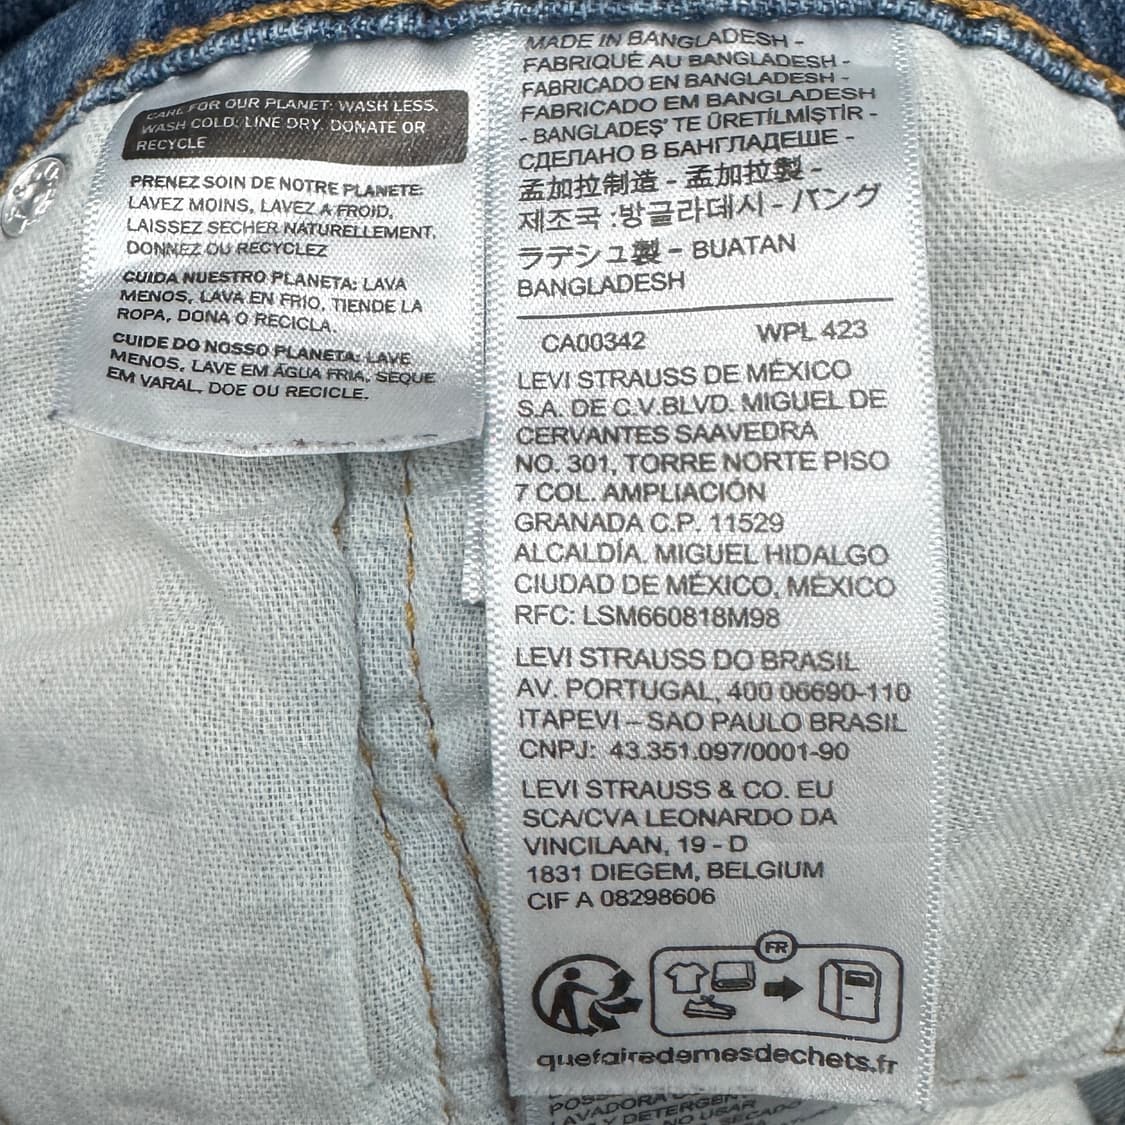 CARE FOR OUR PLANET: WASH LESS,
WASH COLD: LINE DRY. DONATE OR
RECYCLE
PRENEZ SOIN DE NOTRE PLANETE:
LAVEZ MOINS, LAVEZ A FROID,
LAISSEZ SECHER NATURELLEMENT,
DONNEZ OU RECYCLEZ
CUIDA NUESTRO PLANETA: LAVA
MENOS, LAVA EN FRIO, TIENDE LA
ROPA, DONA O RECICLA.
CUIDE DO NOSSO PLANETA: LAVE
MENOS, LAVE EM ÁGUA FRIA, SEQUE
EM VARAL, DOE OU RECICLE.
MADE IN BANGLADESH -
FABRIQUÉ AU BANGLADESH -
FABRICADO EN BANGLADESH -
FABRICADO EM BANGLADESH
- BANGLADEŞ' TE ÜRETİLMİŞTİR -
СДЕЛАНО В БАНГЛАДЕШЕ -
孟加拉制造 - 孟加拉製 -
제조국 :방글라데시 - バング
ラデシュ製 - BUATAN
BANGLADESH
CA00342 WPL 423
LEVI STRAUSS DE MÉXICO
S.A. DE C.V.BLVD. MIGUEL DE
CERVANTES SAAVEDRA
NO. 301, TORRE NORTE PISO
7 COL. AMPLIACIÓN
GRANADA C.P. 11529
ALCALDÍA. MIGUEL HIDALGO
CIUDAD DE MÉXICO, MÉXICO
RFC: LSM660818M98
LEVI STRAUSS DO BRASIL
AV. PORTUGAL, 400 06690-110
ITAPEVI – SAO PAULO BRASIL
CNPJ: 43.351.097/0001-90
LEVI STRAUSS & CO. EU
SCA/CVA LEONARDO DA
VINCILAAN, 19 - D
1831 DIEGEM, BELGIUM
CIF A 08298606
FR
quefairedemesdechets.fr
LAVADORA
Y DETERGEN
NO USAR